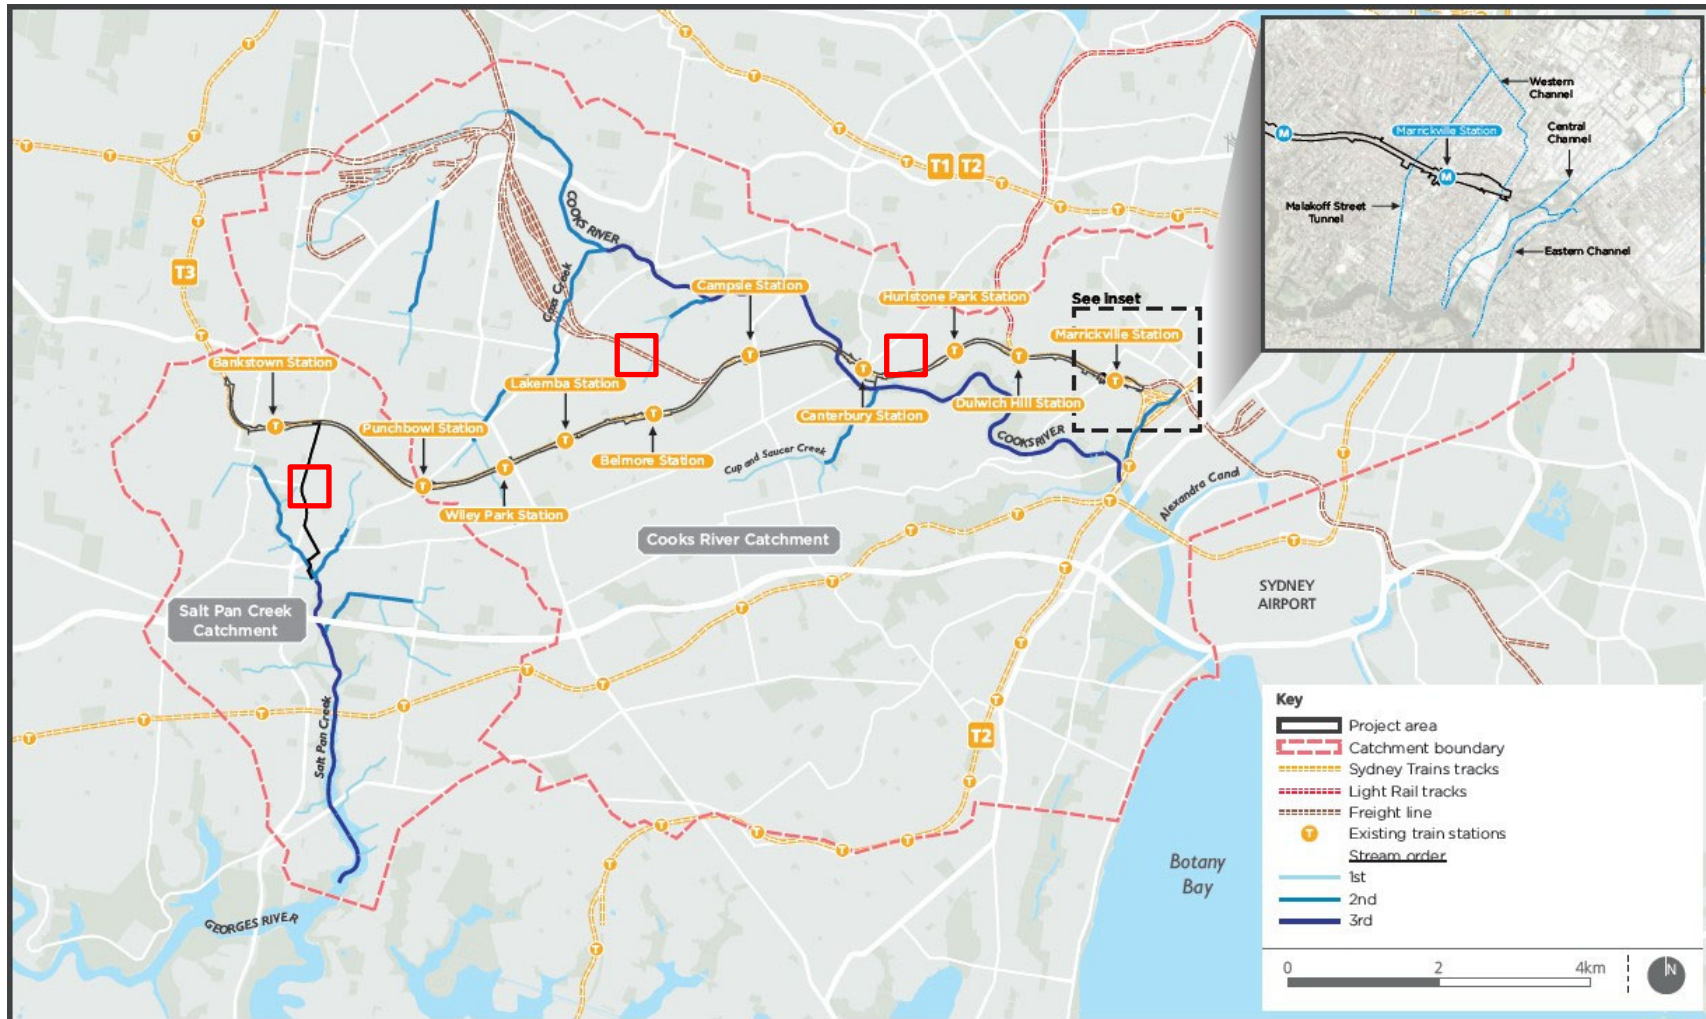 T1 T2
T3
T2
COOKS RIVER
Coxs Creek
Campsie Station
Hurlstone Park Station
See Inset
Marrickville Station
Bankstown Station
Lakemba Station
Punchbowl Station
Canterbury Station
Dulwich Hill Station
Belmore Station
COOKS RIVER
Cup and Saucer Creek
Wiley Park Station
Alexandra Canal
Cooks River Catchment
SYDNEY
AIRPORT
Salt Pan Creek
Catchment
Salt Pan Creek
Botany
Bay
GEORGES RIVER
Western
Channel
Marrickville Station
Central
Channel
M
M
Malakoff Street
Tunnel
Eastern Channel
Key
Project area
Catchment boundary
Sydney Trains tracks
Light Rail tracks
Freight line
T Existing train stations
Stream order
1st
2nd
3rd
0 2 4km
N